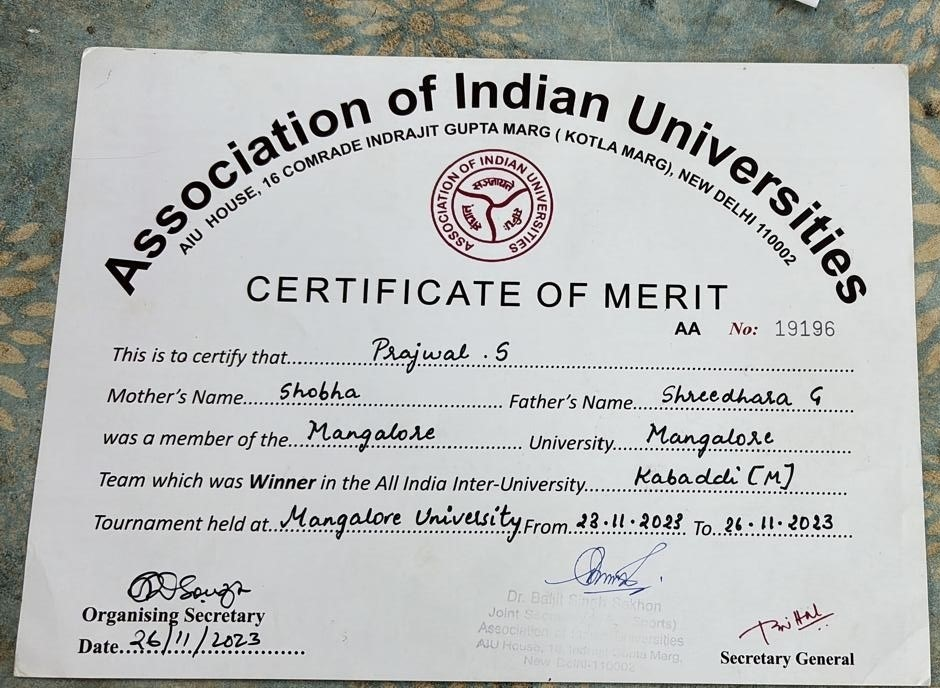 Association of Indian Universities
AIU HOUSE, 16 COMRADE INDRAJIT GUPTA MARG ( KOTLA MARG), NEW DELHI 110002
ASSOCIATION OF INDIAN UNIVERSITIES
CERTIFICATE OF MERIT
AA No: 19196
This is to certify that Prajwal . S
Mother's Name Shobha Father's Name Shreedhara G
was a member of the Mangalore University Mangalore
Team which was Winner in the All India Inter-University Kabaddi [M]
Tournament held at Mangalore University From 23.11.2023 To 26.11.2023
Organising Secretary
Date 26/11/2023
Dr. Singh
Joint Sports)
Association of Universities
AIU House, 16, Gupta Marg,
New Delhi-110002
Secretary General